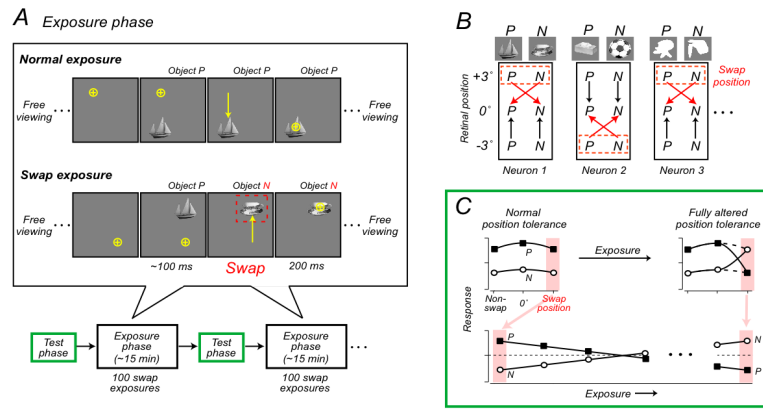 A Exposure phase
Normal exposure
Object P Object P Object P
Free viewing ••• ••• Free viewing
Swap exposure
Object P Object N Object N
Free viewing ••• ••• Free viewing
~100 ms Swap 200 ms
Test phase
Exposure phase (~15 min)
Test phase
Exposure phase (~15 min)
•••
100 swap exposures
100 swap exposures
B
P N P N P N
Retinal position
+3° P N P N P N
Swap position
0° P N P N P N •••
-3° P N P N P N
Neuron 1 Neuron 2 Neuron 3
C
Normal position tolerance
Fully altered position tolerance
Exposure
P
N
Non-swap 0° Swap position
Response
P
N
•••
N
P
Exposure